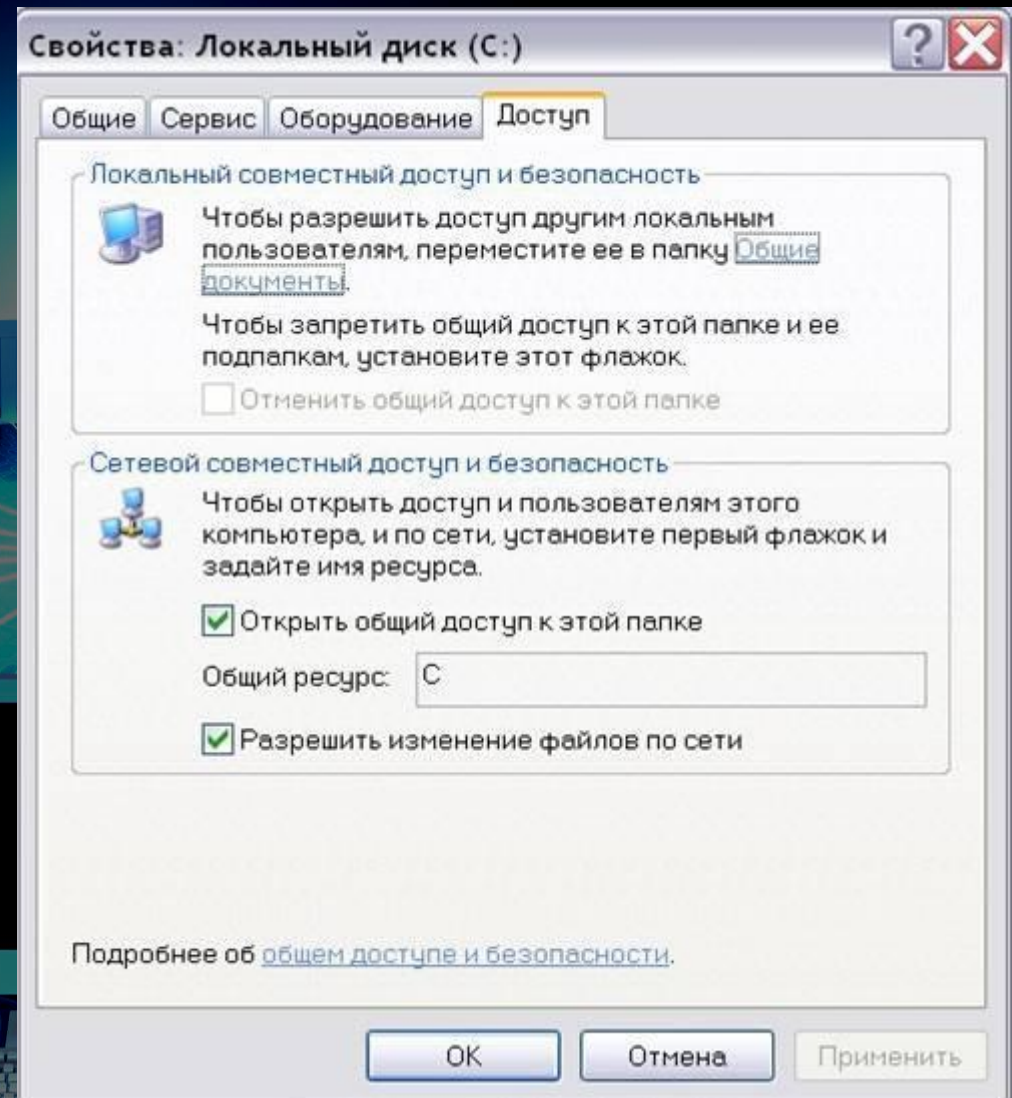 Свойства: Локальный диск (C:)
Общие Сервис Оборудование Доступ
Локальный совместный доступ и безопасность
Чтобы разрешить доступ другим локальным
пользователям, переместите ее в папку Общие
документы.
Чтобы запретить общий доступ к этой папке и ее
подпапкам, установите этот флажок.
Отменить общий доступ к этой папке
Сетевой совместный доступ и безопасность
Чтобы открыть доступ и пользователям этого
компьютера, и по сети, установите первый флажок и
задайте имя ресурса.
Открыть общий доступ к этой папке
Общий ресурс: C
Разрешить изменение файлов по сети
Подробнее об общем доступе и безопасности.
OK Отмена Применить